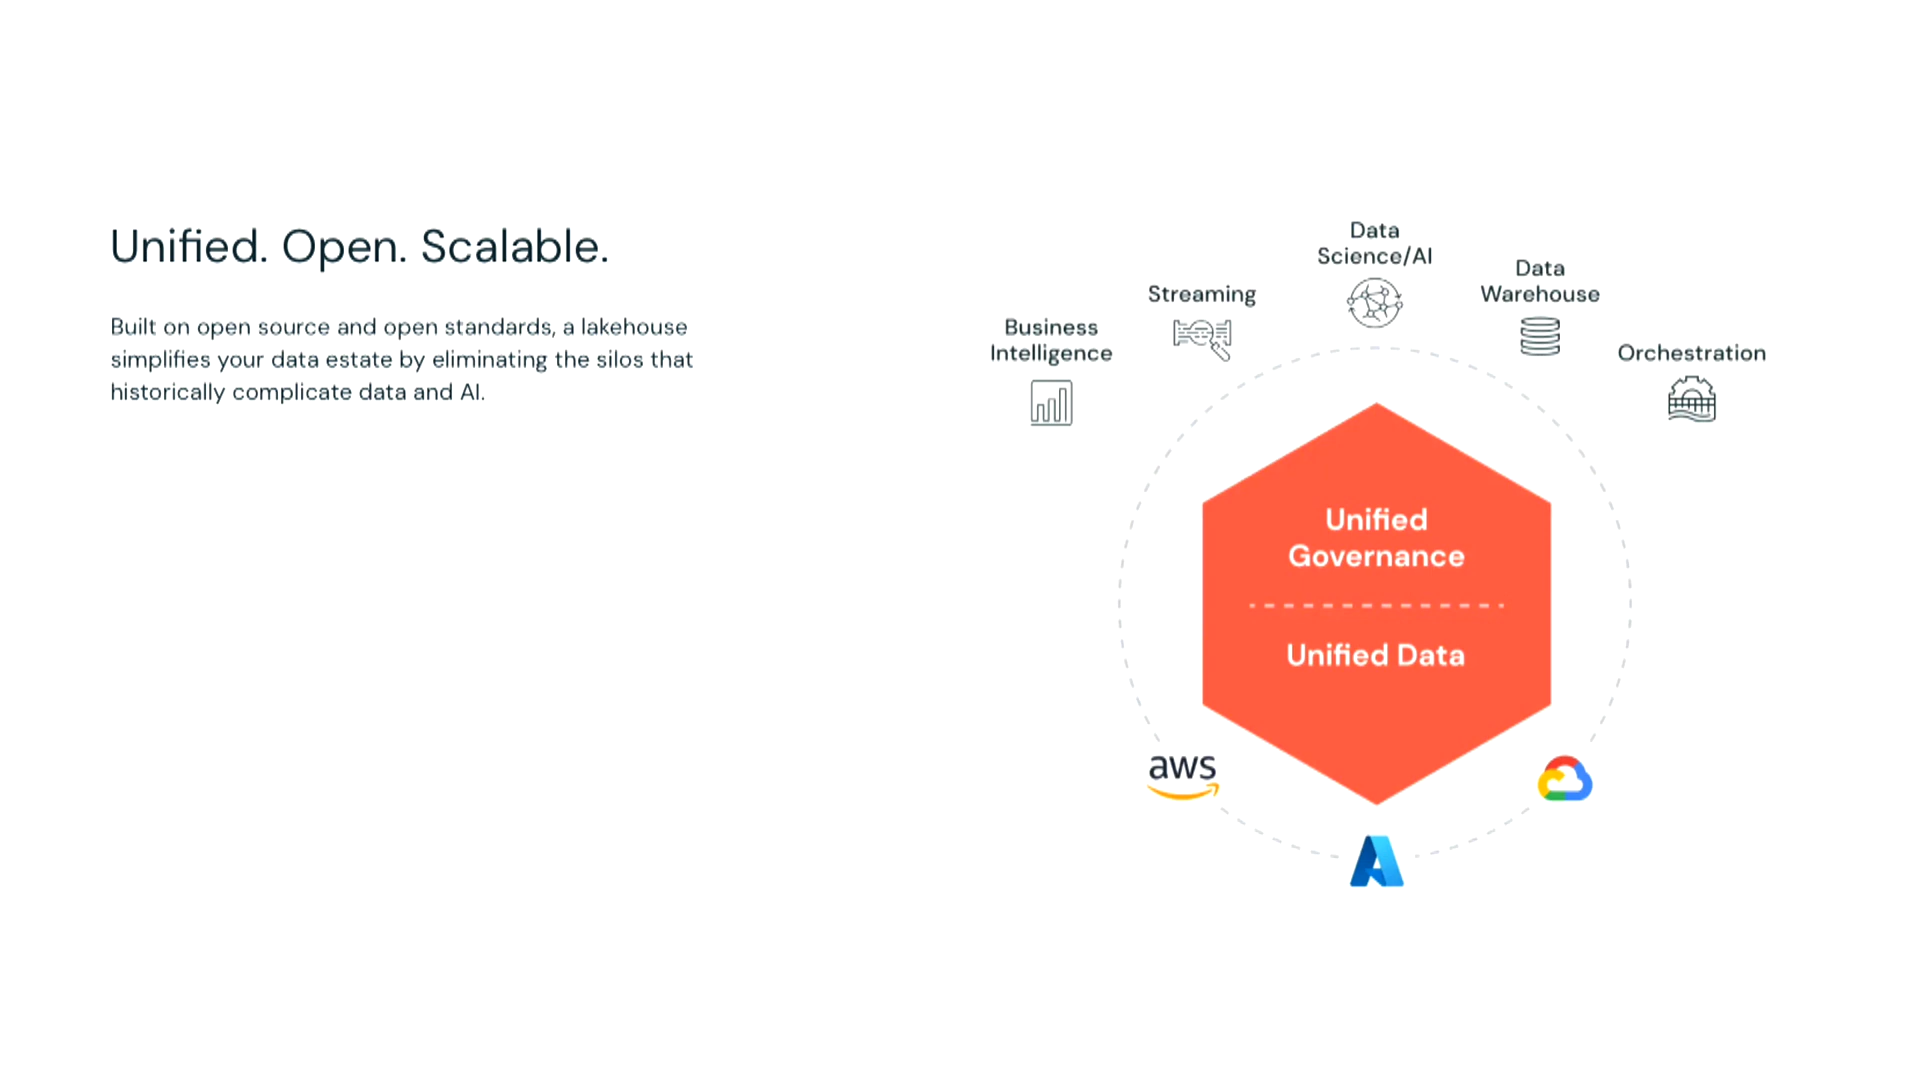 Unified. Open. Scalable.
Built on open source and open standards, a lakehouse
simplifies your data estate by eliminating the silos that
historically complicate data and AI.
Business
Intelligence
Streaming
Data
Science/AI
Data
Warehouse
Orchestration
Unified
Governance
Unified Data
aws